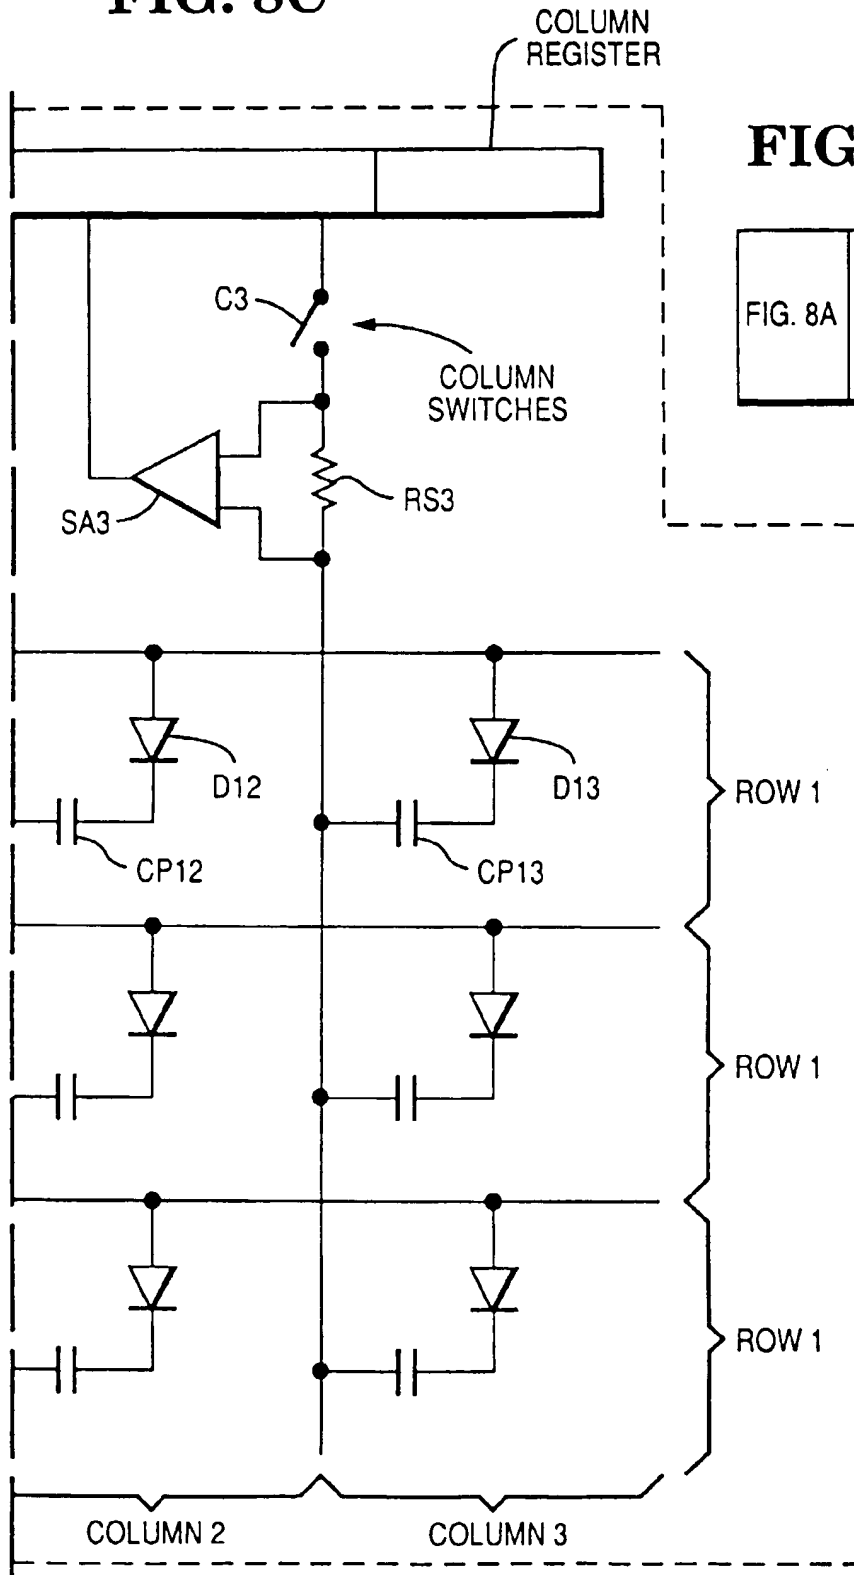 FIG. 8C
COLUMN
REGISTER
FIG
FIG. 8A
C3
COLUMN
SWITCHES
SA3
RS3
D12
D13
ROW 1
CP12
CP13
ROW 1
ROW 1
COLUMN 2
COLUMN 3